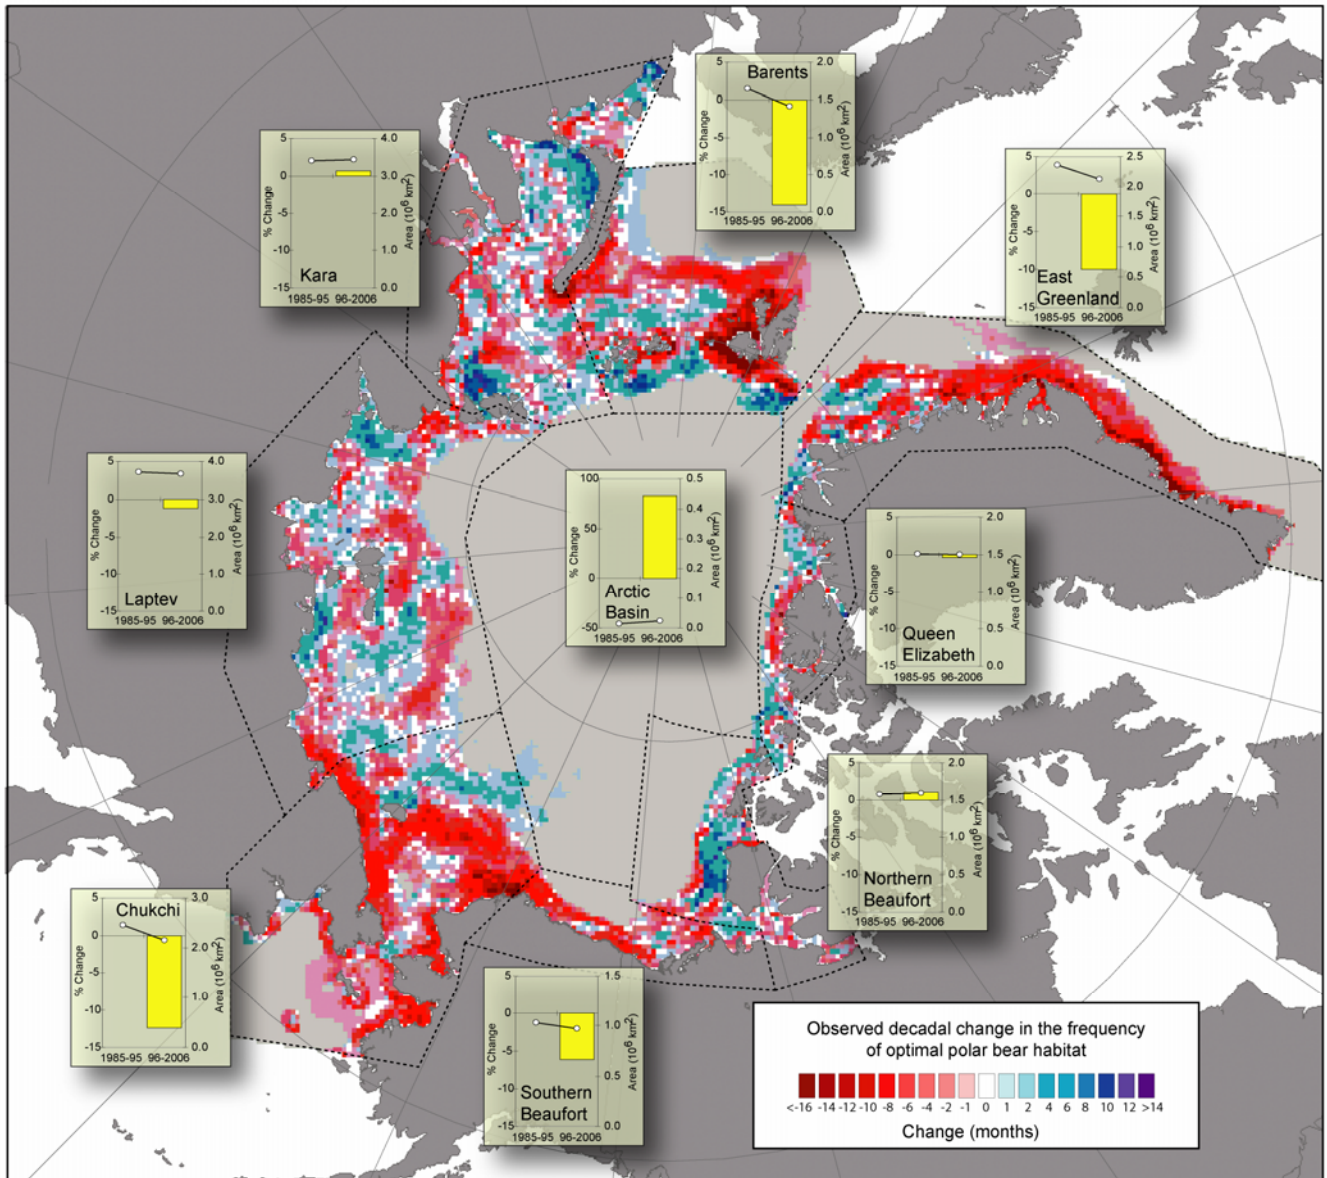 5
2.0
Barents
0
1.5
-5
1.0
-10
0.5
-15
0.0
% Change
Area (10⁶ km²)
1985-95 96-2006
5
4.0
0
3.0
-5
2.0
-10
1.0
-15
0.0
% Change
Area (10⁶ km²)
Kara
1985-95 96-2006
5
2.5
0
2.0
1.5
-5
1.0
-10
0.5
-15
0.0
% Change
Area (10⁶ km²)
East
Greenland
1985-95 96-2006
5
4.0
0
3.0
-5
2.0
-10
1.0
-15
0.0
% Change
Area (10⁶ km²)
Laptev
1985-95 96-2006
100
0.5
0.4
50
0.3
0
0.2
0.1
-50
0.0
% Change
Area (10⁶ km²)
Arctic
Basin
1985-95 96-2006
5
2.0
0
1.5
-5
1.0
-10
0.5
-15
0.0
% Change
Area (10⁶ km²)
Queen
Elizabeth
1985-95 96-2006
5
2.0
0
1.5
-5
1.0
-10
0.5
-15
0.0
% Change
Area (10⁶ km²)
Northern
Beaufort
1985-95 96-2006
5
3.0
Chukchi
0
2.0
-5
1.0
-10
-15
0.0
% Change
Area (10⁶ km²)
1985-95 96-2006
5
1.5
0
1.0
-5
0.5
-10
-15
0.0
% Change
Area (10⁶ km²)
Southern
Beaufort
1985-95 96-2006
Observed decadal change in the frequency
of optimal polar bear habitat
<-16 -14 -12 -10 -8 -6 -4 -2 -1 0 1 2 4 6 8 10 12 >14
Change (months)